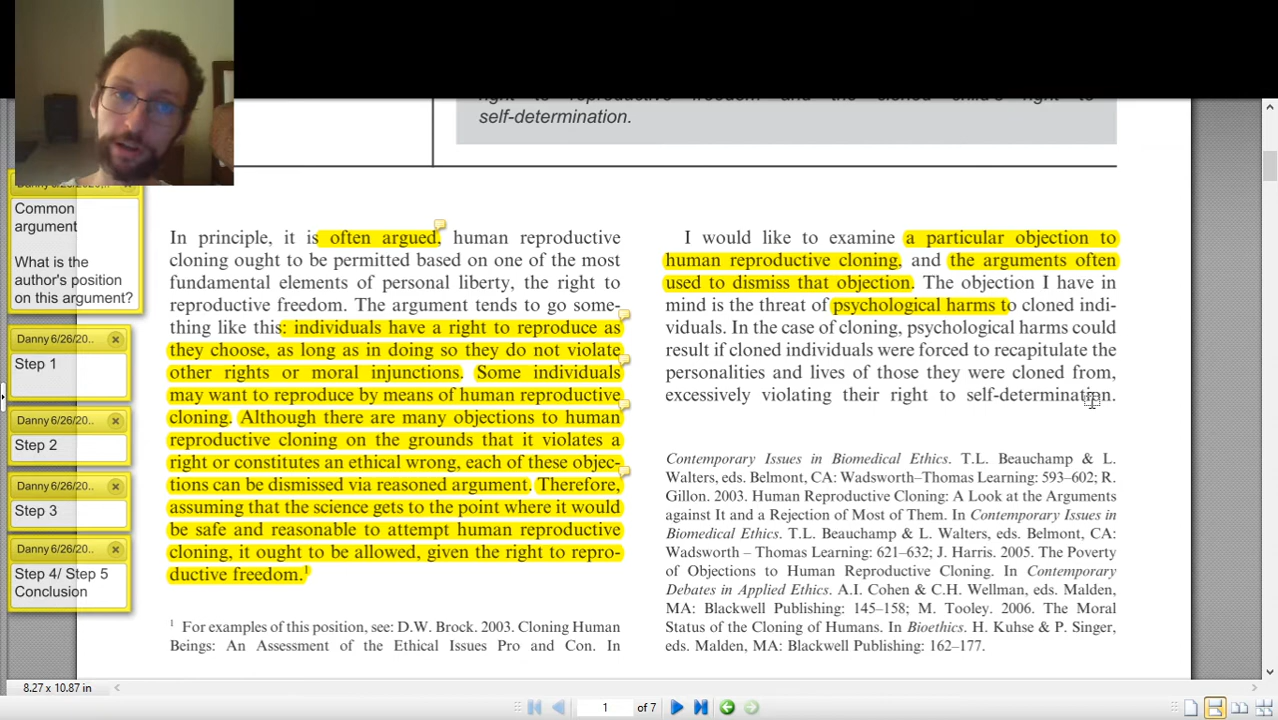 right to reproductive freedom and the cloned child's right to
self-determination.
Danny 6/26/2020,..
Common
argument
What is the
author's position
on this argument?
Danny 6/26/20..
Step 1
Danny 6/26/20..
Step 2
Danny 6/26/20..
Step 3
Danny 6/26/20..
Step 4/ Step 5
Conclusion
In principle, it is often argued, human reproductive
cloning ought to be permitted based on one of the most
fundamental elements of personal liberty, the right to
reproductive freedom. The argument tends to go some-
thing like this: individuals have a right to reproduce as
they choose, as long as in doing so they do not violate
other rights or moral injunctions. Some individuals
may want to reproduce by means of human reproductive
cloning. Although there are many objections to human
reproductive cloning on the grounds that it violates a
right or constitutes an ethical wrong, each of these objec-
tions can be dismissed via reasoned argument. Therefore,
assuming that the science gets to the point where it would
be safe and reasonable to attempt human reproductive
cloning, it ought to be allowed, given the right to repro-
ductive freedom.1
1 For examples of this position, see: D.W. Brock. 2003. Cloning Human
Beings: An Assessment of the Ethical Issues Pro and Con. In
I would like to examine a particular objection to
human reproductive cloning, and the arguments often
used to dismiss that objection. The objection I have in
mind is the threat of psychological harms to cloned indi-
viduals. In the case of cloning, psychological harms could
result if cloned individuals were forced to recapitulate the
personalities and lives of those they were cloned from,
excessively violating their right to self-determination.
Contemporary Issues in Biomedical Ethics. T.L. Beauchamp & L.
Walters, eds. Belmont, CA: Wadsworth–Thomas Learning: 593–602; R.
Gillon. 2003. Human Reproductive Cloning: A Look at the Arguments
against It and a Rejection of Most of Them. In Contemporary Issues in
Biomedical Ethics. T.L. Beauchamp & L. Walters, eds. Belmont, CA:
Wadsworth – Thomas Learning: 621–632; J. Harris. 2005. The Poverty
of Objections to Human Reproductive Cloning. In Contemporary
Debates in Applied Ethics. A.I. Cohen & C.H. Wellman, eds. Malden,
MA: Blackwell Publishing: 145–158; M. Tooley. 2006. The Moral
Status of the Cloning of Humans. In Bioethics. H. Kuhse & P. Singer,
eds. Malden, MA: Blackwell Publishing: 162–177.
8.27 x 10.87 in
1 of 7